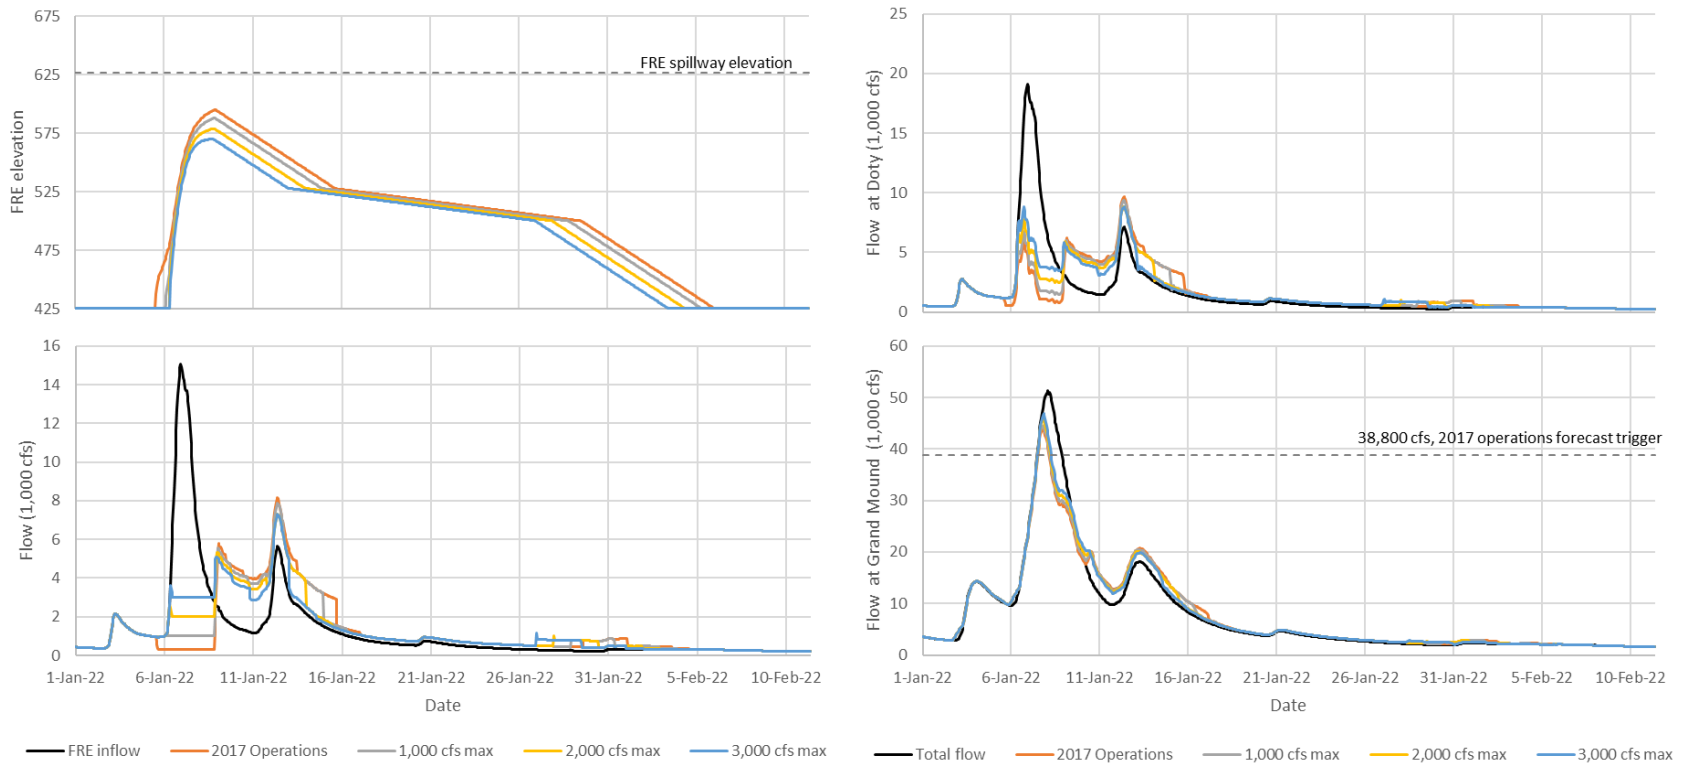 675
625
575
525
475
425
FRE elevation
FRE spillway elevation
25
20
15
10
5
0
Flow at Doty (1,000 cfs)
16
14
12
10
8
6
4
2
0
Flow (1,000 cfs)
1-Jan-22 6-Jan-22 11-Jan-22 16-Jan-22 21-Jan-22 26-Jan-22 31-Jan-22 5-Feb-22 10-Feb-22
Date
FRE inflow 2017 Operations 1,000 cfs max 2,000 cfs max 3,000 cfs max
60
50
40
30
20
10
0
Flow at Grand Mound (1,000 cfs)
38,800 cfs, 2017 operations forecast trigger
1-Jan-22 6-Jan-22 11-Jan-22 16-Jan-22 21-Jan-22 26-Jan-22 31-Jan-22 5-Feb-22 10-Feb-22
Date
Total flow 2017 Operations 1,000 cfs max 2,000 cfs max 3,000 cfs max